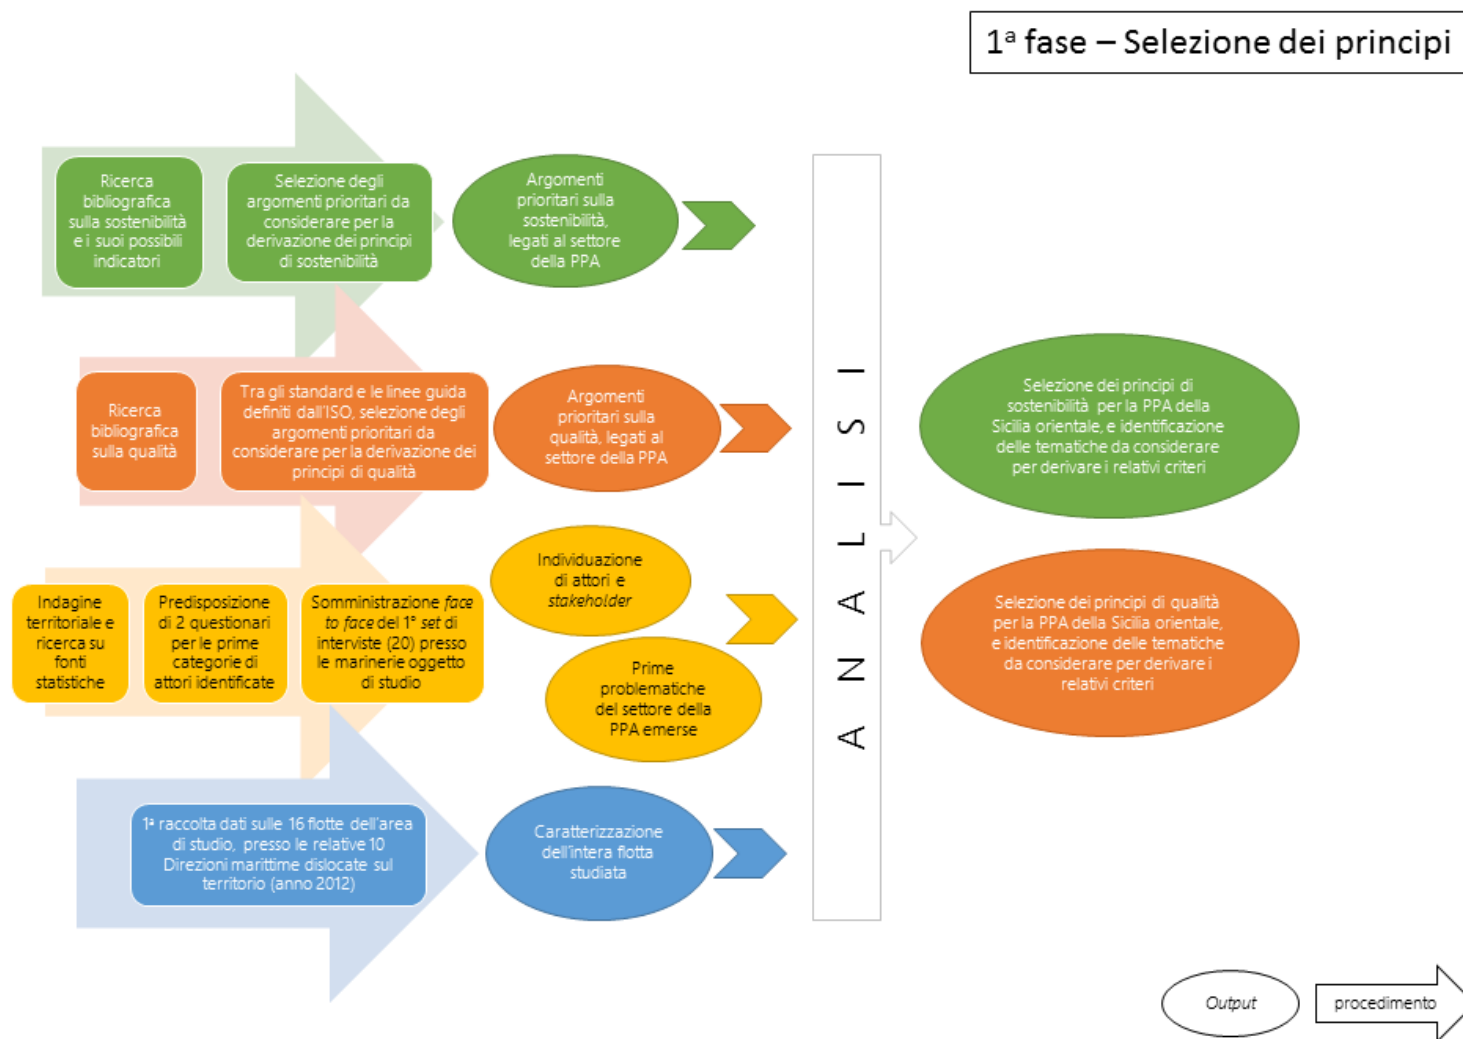 1ª fase – Selezione dei principi
Ricerca
bibliografica
sulla sostenibilità
e i suoi possibili
indicatori
Selezione degli
argomenti prioritari da
considerare per la
derivazione dei principi
di sostenibilità
Argomenti
prioritari sulla
sostenibilità,
legati al settore
della PPA
Ricerca
bibliografica
sulla qualità
Tra gli standard e le linee guida
definiti dall'ISO, selezione degli
argomenti prioritari da
considerare per la derivazione dei
principi di qualità
Argomenti
prioritari sulla
qualità, legati al
settore della PPA
Indagine
territoriale e
ricerca su
fonti
statistiche
Predisposizione
di 2 questionari
per le prime
categorie di
attori identificate
Somministrazione face
to face del 1° set di
interviste (20) presso
le marinerie oggetto
di studio
Individuazione
di attori e
stakeholder
Prime
problematiche
del settore della
PPA emerse
1ª raccolta dati sulle 16 flotte dell'area
di studio, presso le relative 10
Direzioni marittime dislocate sul
territorio (anno 2012)
Caratterizzazione
dell'intera flotta
studiata
ANALISI
Selezione dei principi di
sostenibilità per la PPA della
Sicilia orientale, e identificazione
delle tematiche da considerare
per derivare i relativi criteri
Selezione dei principi di qualità
per la PPA della Sicilia orientale,
e identificazione delle tematiche
da considerare per derivare i
relativi criteri
Output
procedimento